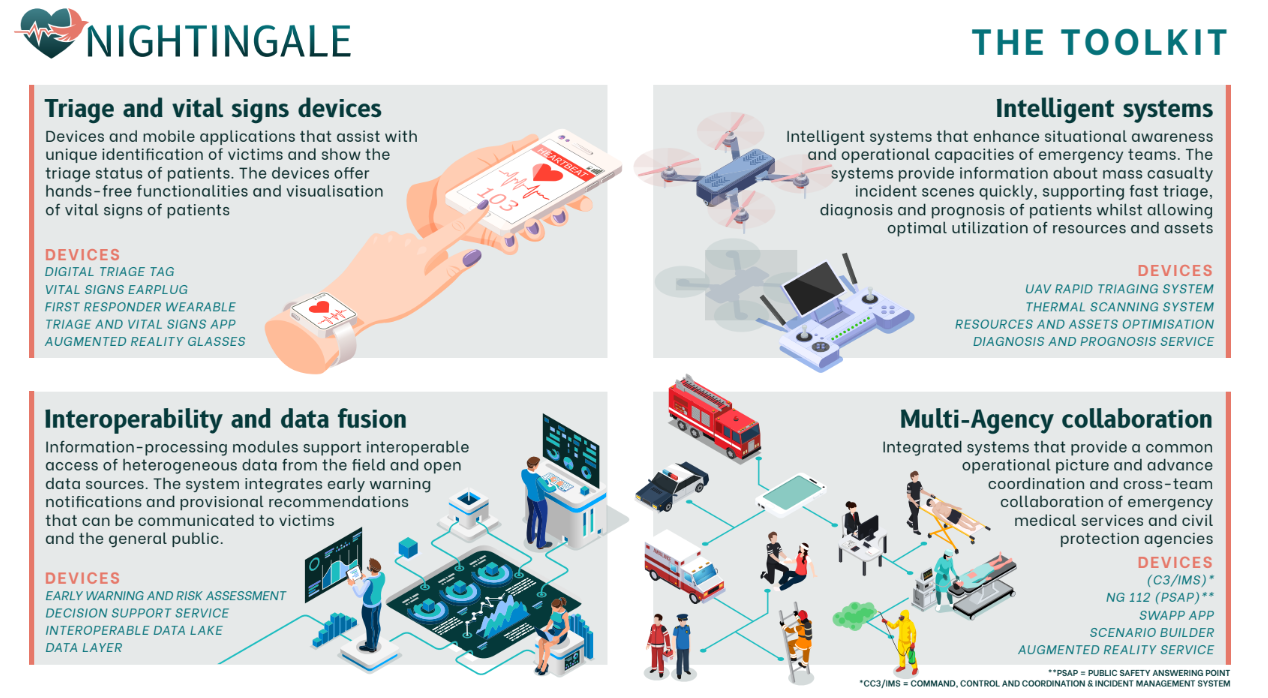 NIGHTINGALE
THE TOOLKIT
Triage and vital signs devices
Devices and mobile applications that assist with
unique identification of victims and show the
triage status of patients. The devices offer
hands-free functionalities and visualisation
of vital signs of patients
DEVICES
DIGITAL TRIAGE TAG
VITAL SIGNS EARPLUG
FIRST RESPONDER WEARABLE
TRIAGE AND VITAL SIGNS APP
AUGMENTED REALITY GLASSES
HEARTBEAT
103
Intelligent systems
Intelligent systems that enhance situational awareness
and operational capacities of emergency teams. The
systems provide information about mass casualty
incident scenes quickly, supporting fast triage,
diagnosis and prognosis of patients whilst allowing
optimal utilization of resources and assets
DEVICES
UAV RAPID TRIAGING SYSTEM
THERMAL SCANNING SYSTEM
RESOURCES AND ASSETS OPTIMISATION
DIAGNOSIS AND PROGNOSIS SERVICE
Interoperability and data fusion
Information-processing modules support interoperable
access of heterogeneous data from the field and open
data sources. The system integrates early warning
notifications and provisional recommendations
that can be communicated to victims
and the general public.
DEVICES
EARLY WARNING AND RISK ASSESSMENT
DECISION SUPPORT SERVICE
INTEROPERABLE DATA LAKE
DATA LAYER
Multi-Agency collaboration
Integrated systems that provide a common
operational picture and advance
coordination and cross-team
collaboration of emergency
medical services and civil
protection agencies
DEVICES
(C3/IMS)*
NG 112 (PSAP)**
SWAPP APP
SCENARIO BUILDER
AUGMENTED REALITY SERVICE
**PSAP = PUBLIC SAFETY ANSWERING POINT
*CC3/IMS = COMMAND, CONTROL AND COORDINATION & INCIDENT MANAGEMENT SYSTEM